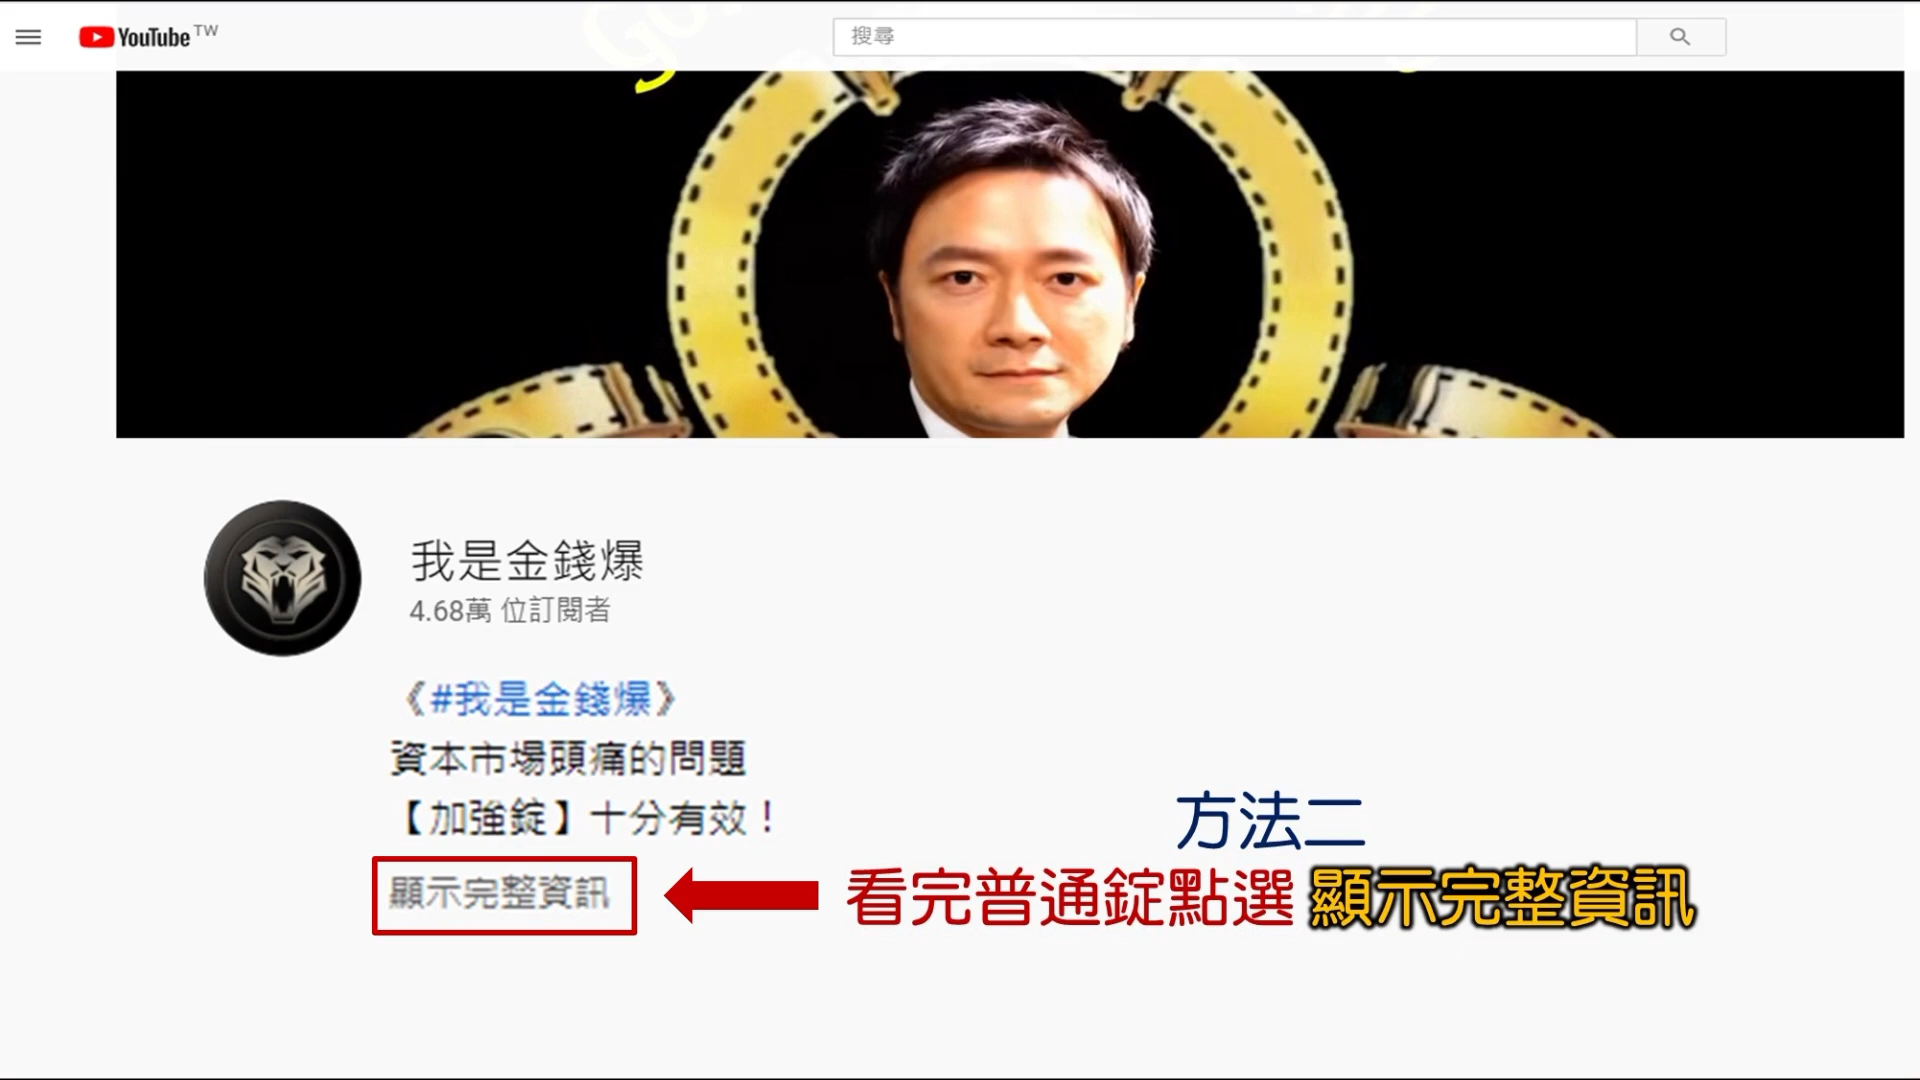 YouTube TW
搜尋
我是金錢爆
4.68萬 位訂閱者
《#我是金錢爆》
資本市場頭痛的問題
【加強錠】十分有效！
方法二
顯示完整資訊
看完普通錠點選 顯示完整資訊